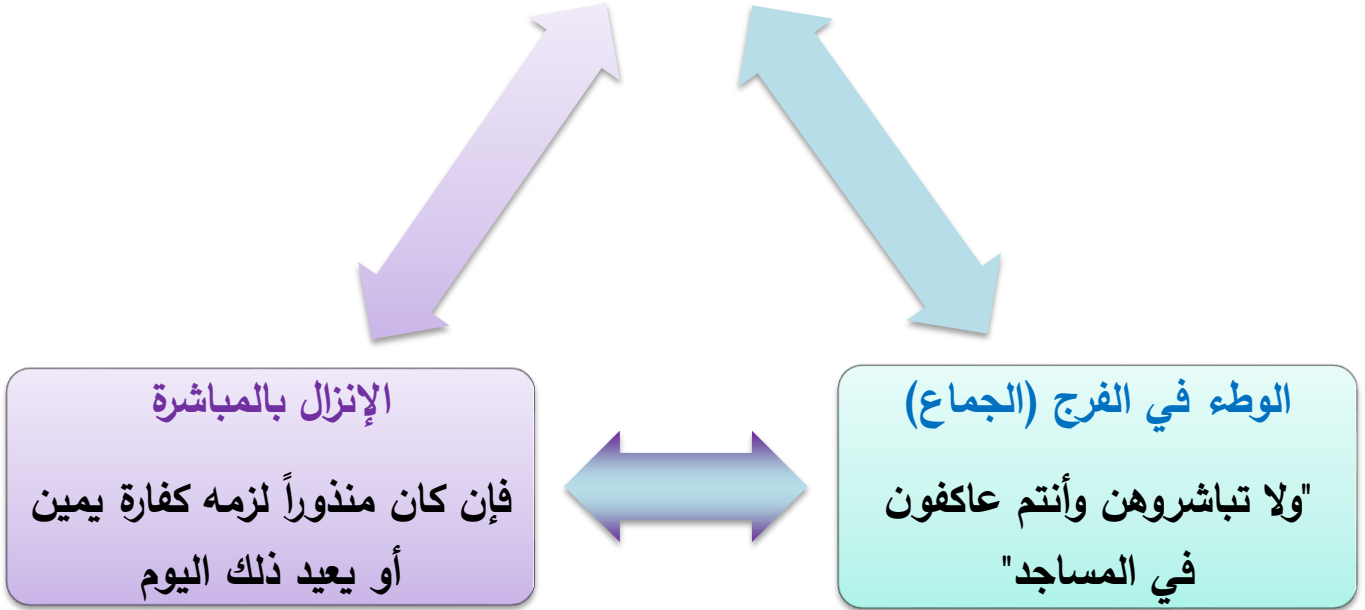 الوطء في الفرج (الجماع)
"ولا تباشروهن وأنتم عاكفون
في المساجد"
الإنزال بالمباشرة
فإن كان منذوراً لزمه كفارة يمين
أو يعيد ذلك اليوم